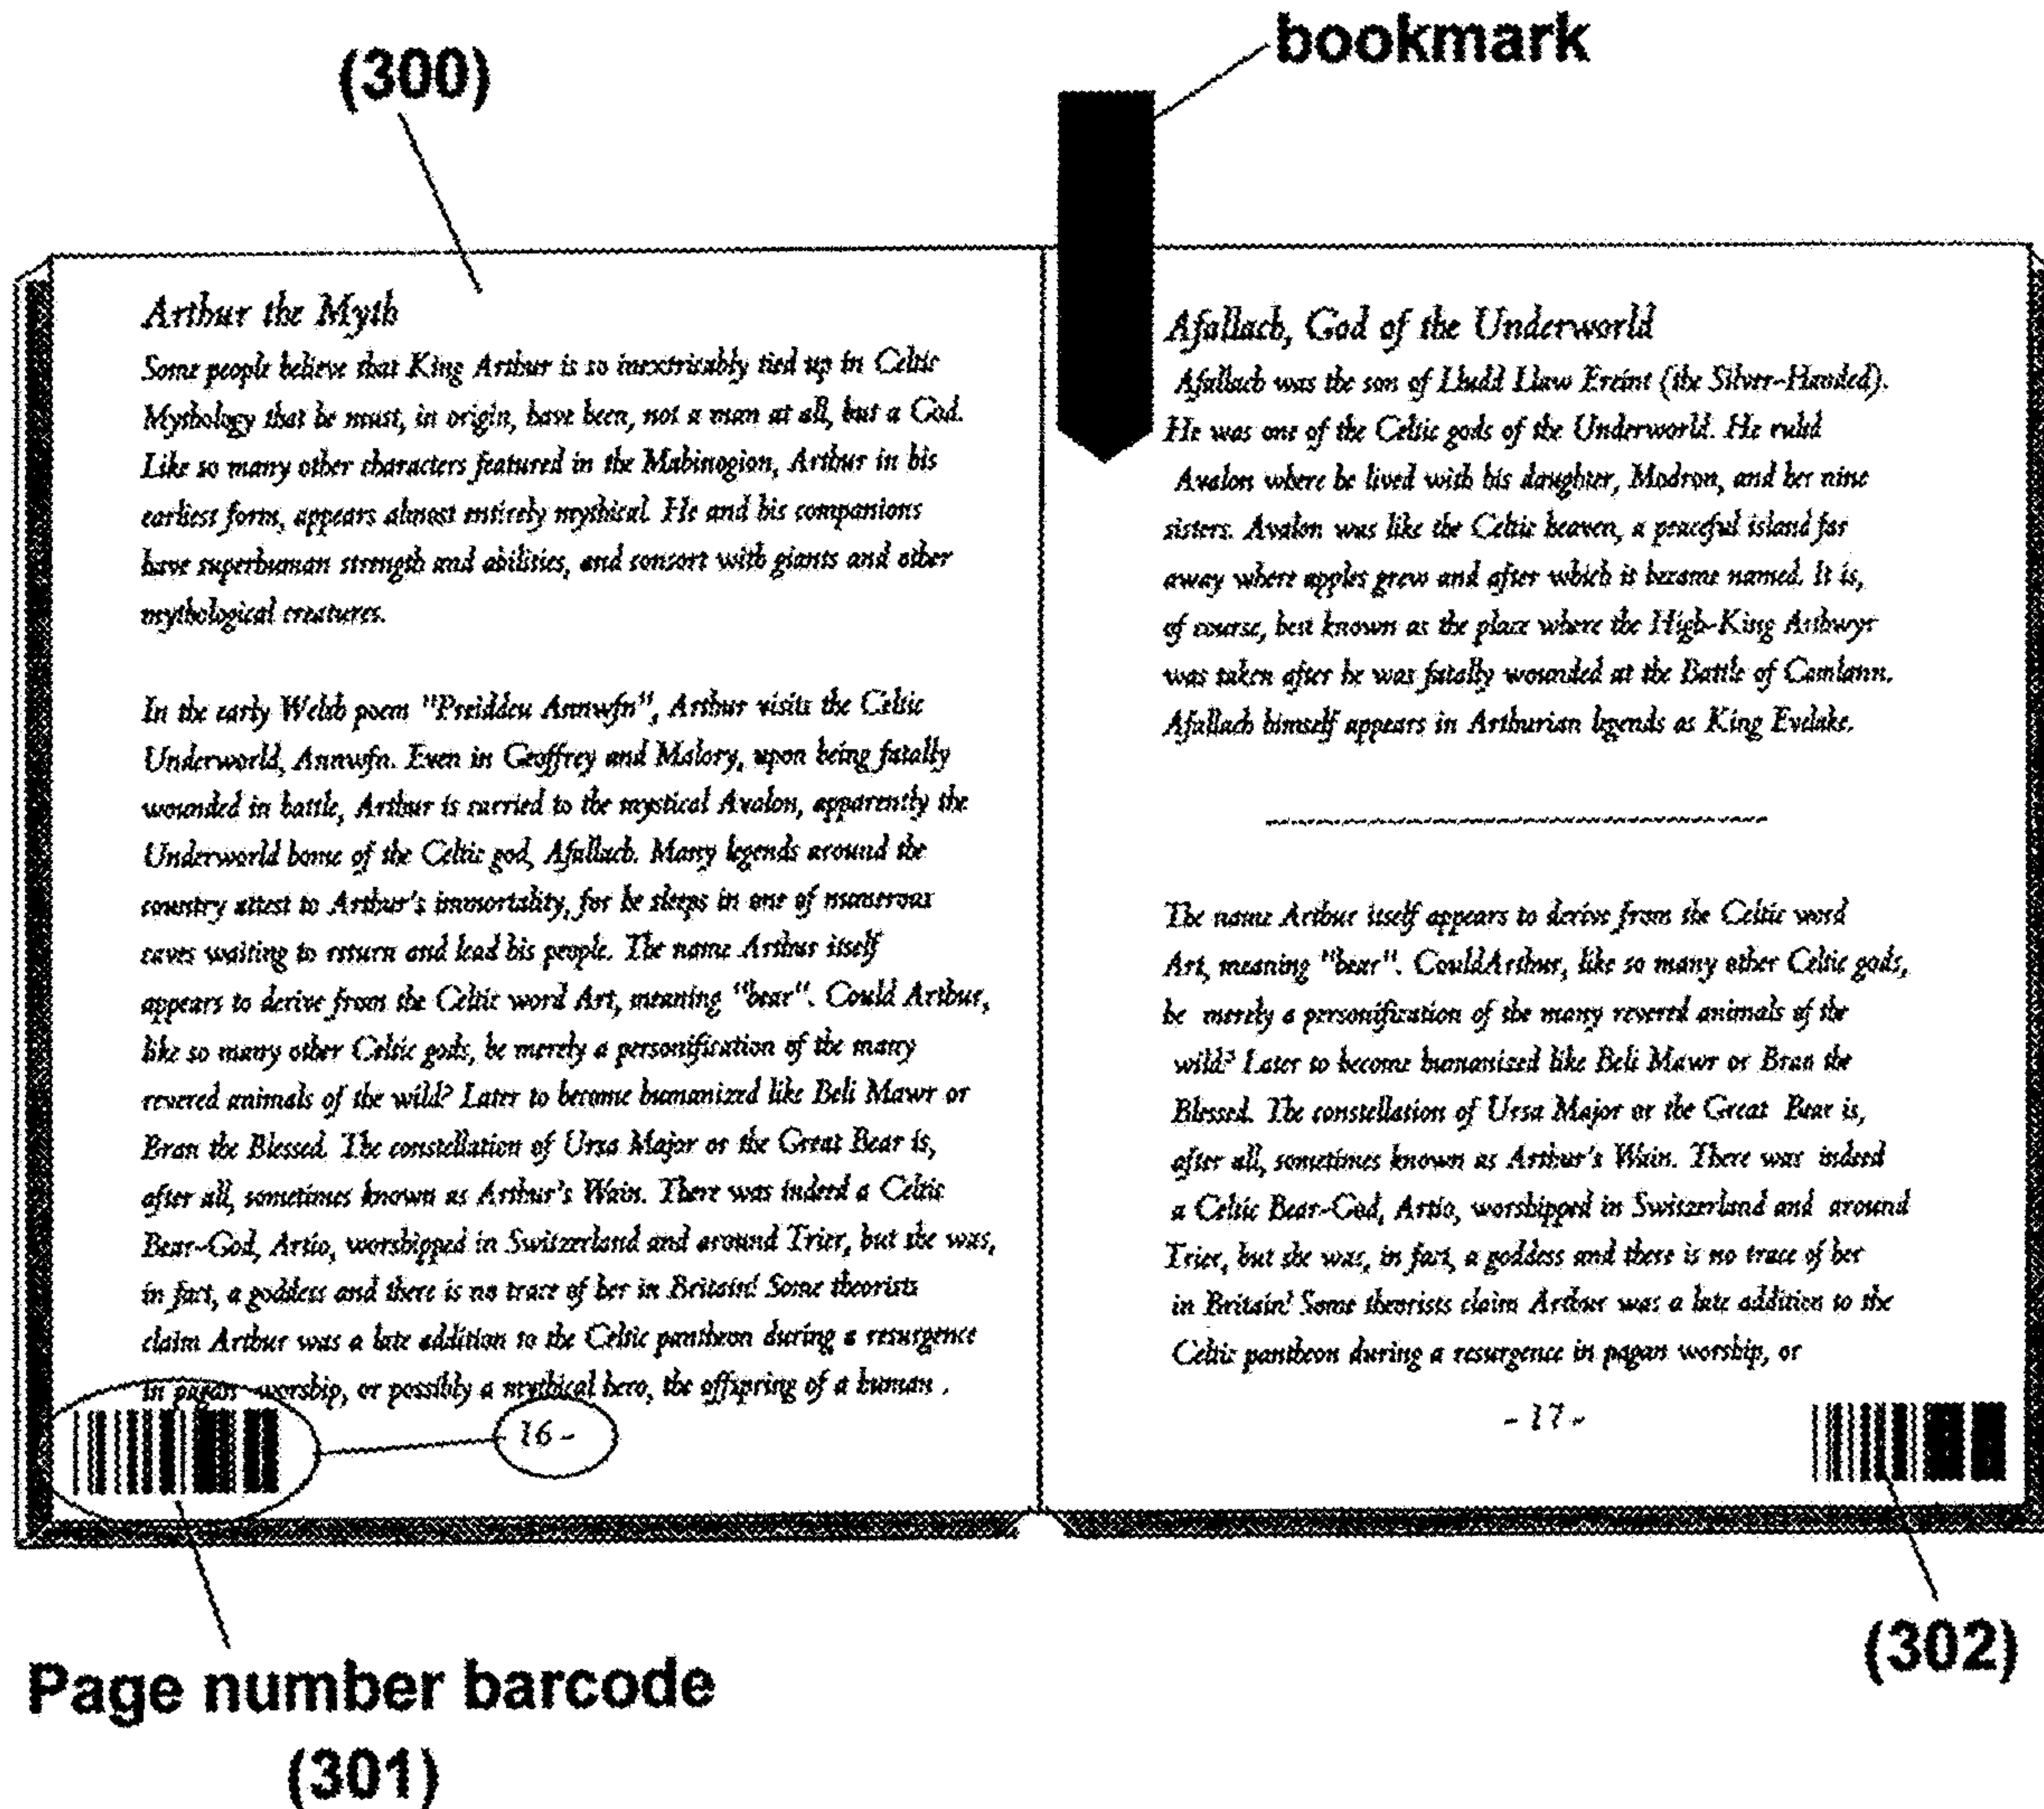 (300)
bookmark
Arthur the Myth
Some people believe that King Arthur is so inextricably tied up in Celtic
Mythology that he must, in origin, have been, not a man at all, but a God.
Like so many other characters featured in the Mabinogion, Arthur in his
earliest form, appears almost entirely mythical. He and his companions
have superhuman strength and abilities, and consort with giants and other
mythological creatures.
In the early Welsh poem "Preiddeu Annwfn", Arthur visits the Celtic
Underworld, Annwfn. Even in Geoffrey and Malory, upon being fatally
wounded in battle, Arthur is carried to the mystical Avalon, apparently the
Underworld home of the Celtic god, Afallach. Many legends around the
country attest to Arthur's immortality, for he sleeps in one of numerous
caves waiting to return and lead his people. The name Arthur itself
appears to derive from the Celtic word Art, meaning "bear". Could Arthur,
like so many other Celtic gods, be merely a personification of the many
revered animals of the wild? Later to become humanized like Beli Mawr or
Bran the Blessed. The constellation of Ursa Major or the Great Bear is,
after all, sometimes known as Arthur's Wain. There was indeed a Celtic
Bear-God, Artio, worshipped in Switzerland and around Trier, but she was,
in fact, a goddess and there is no trace of her in Britain! Some theorists
claim Arthur was a late addition to the Celtic pantheon during a resurgence
in pagan worship, or possibly a mythical hero, the offspring of a human .
16 -
Afallach, God of the Underworld
Afallach was the son of Lludd Llaw Ereint (the Silver-Handed).
He was one of the Celtic gods of the Underworld. He ruled
Avalon where he lived with his daughter, Modron, and her nine
sisters. Avalon was like the Celtic heaven, a peaceful island far
away where apples grew and after which it became named. It is,
of course, best known as the place where the High-King Arthwyr
was taken after he was fatally wounded at the Battle of Camlann.
Afallach himself appears in Arthurian legends as King Evelake.
The name Arthur itself appears to derive from the Celtic word
Art, meaning "bear". CouldArthur, like so many other Celtic gods,
be merely a personification of the many revered animals of the
wild? Later to become humanized like Beli Mawr or Bran the
Blessed. The constellation of Ursa Major or the Great Bear is,
after all, sometimes known as Arthur's Wain. There was indeed
a Celtic Bear-God, Artio, worshipped in Switzerland and around
Trier, but she was, in fact, a goddess and there is no trace of her
in Britain! Some theorists claim Arthur was a late addition to the
Celtic pantheon during a resurgence in pagan worship, or
- 17 -
Page number barcode
(301)
(302)